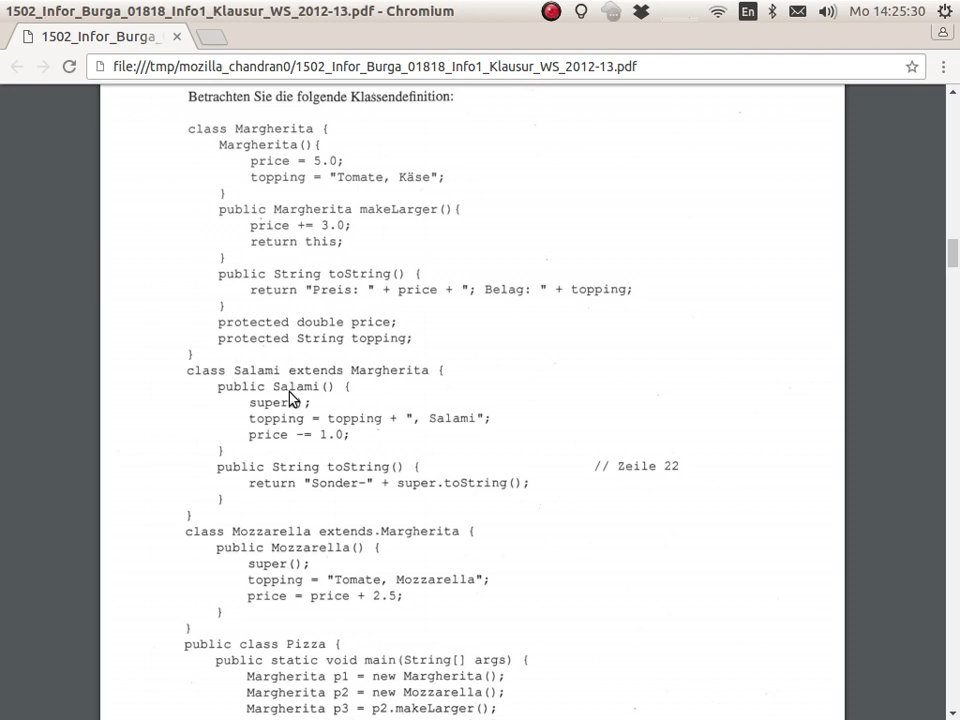 1502_Infor_Burga_01818_Info1_Klausur_WS_2012-13.pdf - Chromium
En
Mo 14:25:30
1502_Infor_Burga_
file:///tmp/mozilla_chandran0/1502_Infor_Burga_01818_Info1_Klausur_WS_2012-13.pdf
Betrachten Sie die folgende Klassendefinition:
class Margherita {
Margherita(){
price = 5.0;
topping = "Tomate, Käse";
}
public Margherita makeLarger(){
price += 3.0;
return this;
}
public String toString() {
return "Preis: " + price + "; Belag: " + topping;
}
protected double price;
protected String topping;
}
class Salami extends Margherita {
public Salami() {
super();
topping = topping + ", Salami";
price -= 1.0;
}
public String toString() { // Zeile 22
return "Sonder-" + super.toString();
}
}
class Mozzarella extends Margherita {
public Mozzarella() {
super();
topping = "Tomate, Mozzarella";
price = price + 2.5;
}
}
public class Pizza {
public static void main(String[] args) {
Margherita p1 = new Margherita();
Margherita p2 = new Mozzarella();
Margherita p3 = p2.makeLarger();